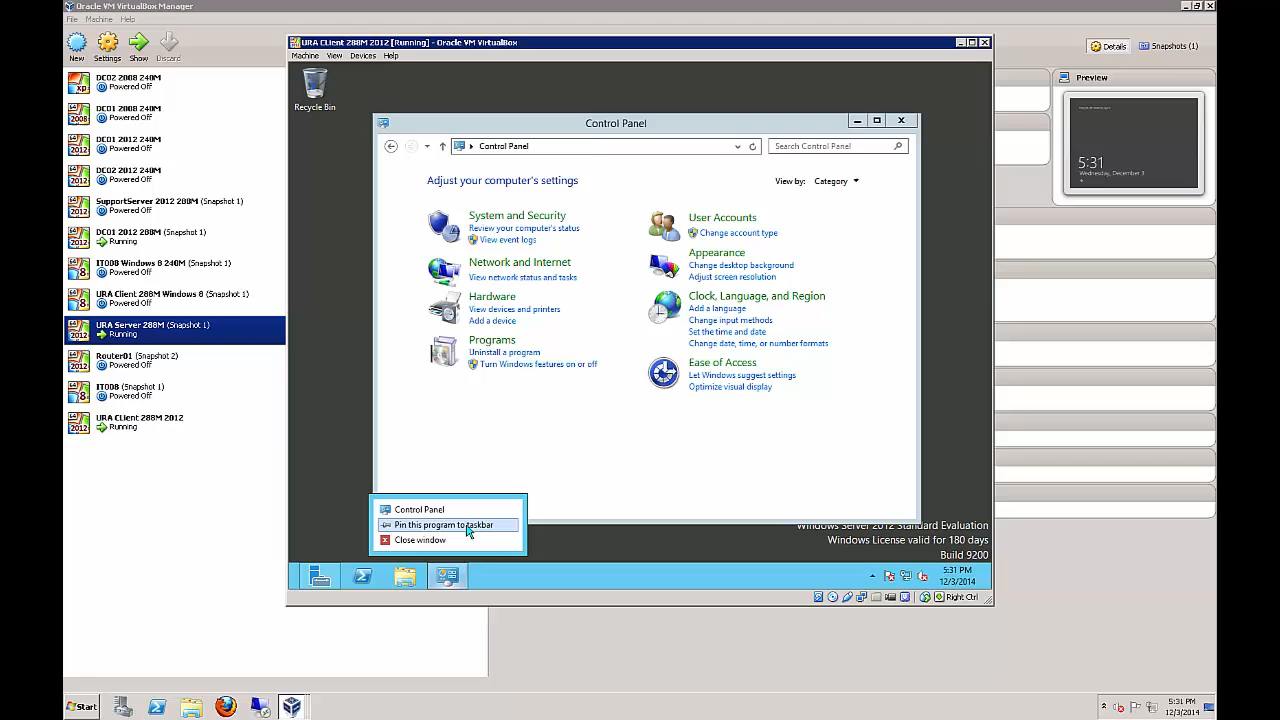 Oracle VM VirtualBox Manager
File Machine Help
New Settings Show Discard
Details Snapshots (1)
DC02 2008 240M
Powered Off
DC01 2008 240M
Powered Off
DC01 2012 240M
Powered Off
DC02 2012 240M
Powered Off
SupportServer 2012 288M (Snapshot 1)
Powered Off
DC01 2012 288M (Snapshot 1)
Running
IT008 Windows 8 240M (Snapshot 1)
Powered Off
URA Client 288M Windows 8 (Snapshot 1)
Powered Off
URA Server 288M (Snapshot 1)
Running
Router01 (Snapshot 2)
Powered Off
IT008 (Snapshot 1)
Powered Off
URA CLient 288M 2012
Running
Preview
5:31
Wednesday, December 3
URA CLient 288M 2012 [Running] - Oracle VM VirtualBox
Machine View Devices Help
Recycle Bin
Control Panel
Control Panel
Search Control Panel
Adjust your computer's settings
View by: Category
System and Security
Review your computer's status
View event logs
Network and Internet
View network status and tasks
Hardware
View devices and printers
Add a device
Programs
Uninstall a program
Turn Windows features on or off
User Accounts
Change account type
Appearance
Change desktop background
Adjust screen resolution
Clock, Language, and Region
Add a language
Change input methods
Set the time and date
Change date, time, or number formats
Ease of Access
Let Windows suggest settings
Optimize visual display
Control Panel
Pin this program to taskbar
Close window
Windows Server 2012 Standard Evaluation
Windows License valid for 180 days
Build 9200
5:31 PM
12/3/2014
Right Ctrl
Start
5:31 PM
12/3/2014